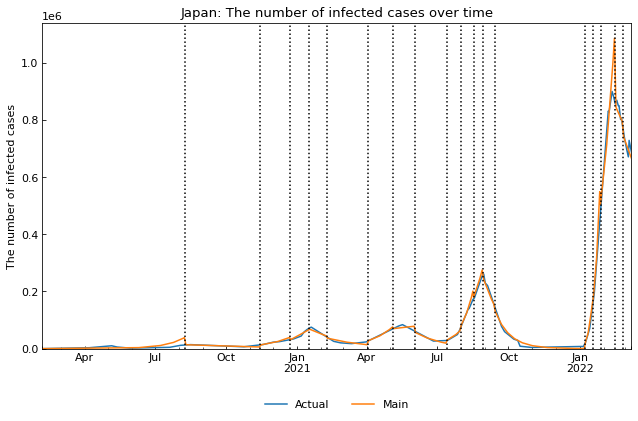 Japan: The number of infected cases over time
1e6
The number of infected cases
1.0
0.8
0.6
0.4
0.2
0.0
Apr Jul Oct Jan Apr Jul Oct Jan
2021 2022
Actual Main